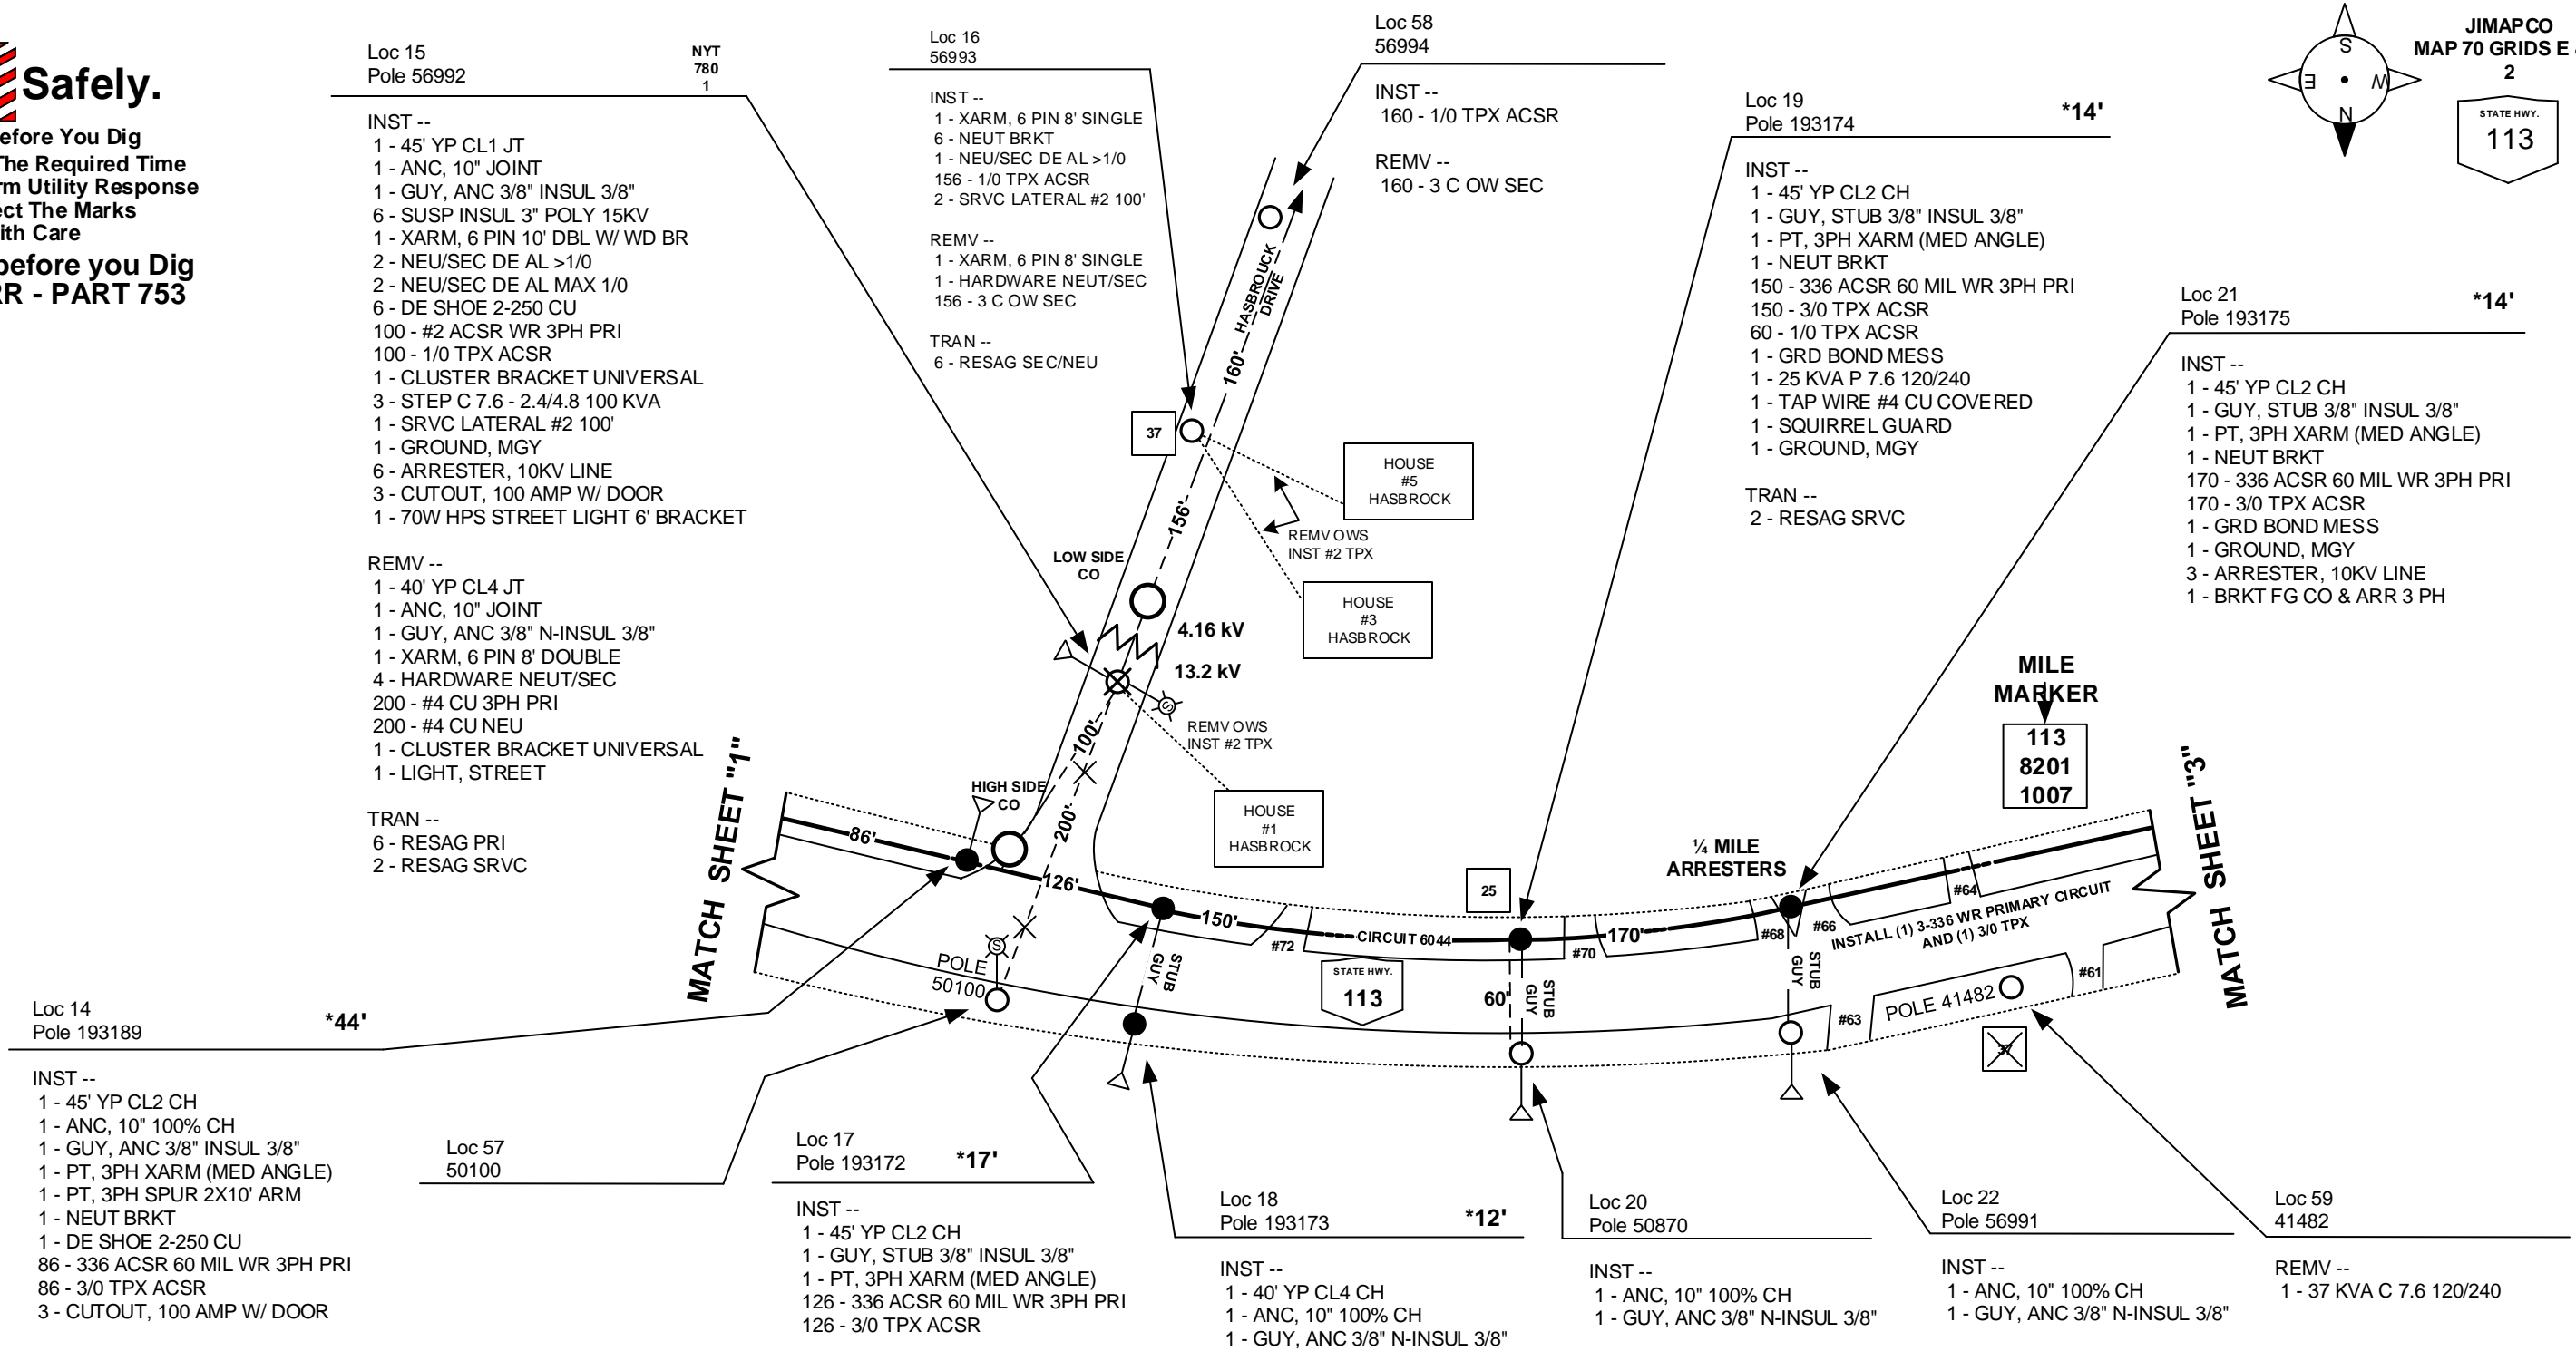 Safely.
efore You Dig
The Required Time
rm Utility Response
ect The Marks
ith Care
before you Dig
RR - PART 753
Loc 15
Pole 56992
NYT
780
1
INST --
1 - 45' YP CL1 JT
1 - ANC, 10" JOINT
1 - GUY, ANC 3/8" INSUL 3/8"
6 - SUSP INSUL 3" POLY 15KV
1 - XARM, 6 PIN 10' DBL W/ WD BR
2 - NEU/SEC DE AL >1/0
2 - NEU/SEC DE AL MAX 1/0
6 - DE SHOE 2-250 CU
100 - #2 ACSR WR 3PH PRI
100 - 1/0 TPX ACSR
1 - CLUSTER BRACKET UNIVERSAL
3 - STEP C 7.6 - 2.4/4.8 100 KVA
1 - SRVC LATERAL #2 100'
1 - GROUND, MGY
6 - ARRESTER, 10KV LINE
3 - CUTOUT, 100 AMP W/ DOOR
1 - 70W HPS STREET LIGHT 6' BRACKET
REMV --
1 - 40' YP CL4 JT
1 - ANC, 10" JOINT
1 - GUY, ANC 3/8" N-INSUL 3/8"
1 - XARM, 6 PIN 8' DOUBLE
4 - HARDWARE NEUT/SEC
200 - #4 CU 3PH PRI
200 - #4 CU NEU
1 - CLUSTER BRACKET UNIVERSAL
1 - LIGHT, STREET
TRAN --
6 - RESAG PRI
2 - RESAG SRVC
Loc 16
56993
INST --
1 - XARM, 6 PIN 8' SINGLE
6 - NEUT BRKT
1 - NEU/SEC DE AL >1/0
156 - 1/0 TPX ACSR
2 - SRVC LATERAL #2 100'
REMV --
1 - XARM, 6 PIN 8' SINGLE
1 - HARDWARE NEUT/SEC
156 - 3 C OW SEC
TRAN --
6 - RESAG SEC/NEU
Loc 58
56994
INST --
160 - 1/0 TPX ACSR
REMV --
160 - 3 C OW SEC
Loc 19
Pole 193174
*14'
INST --
1 - 45' YP CL2 CH
1 - GUY, STUB 3/8" INSUL 3/8"
1 - PT, 3PH XARM (MED ANGLE)
1 - NEUT BRKT
150 - 336 ACSR 60 MIL WR 3PH PRI
150 - 3/0 TPX ACSR
60 - 1/0 TPX ACSR
1 - GRD BOND MESS
1 - 25 KVA P 7.6 120/240
1 - TAP WIRE #4 CU COVERED
1 - SQUIRREL GUARD
1 - GROUND, MGY
TRAN --
2 - RESAG SRVC
S
E
W
N
JIMAPCO
MAP 70 GRIDS E
2
STATE HWY.
113
Loc 21
Pole 193175
*14'
INST --
1 - 45' YP CL2 CH
1 - GUY, STUB 3/8" INSUL 3/8"
1 - PT, 3PH XARM (MED ANGLE)
1 - NEUT BRKT
170 - 336 ACSR 60 MIL WR 3PH PRI
170 - 3/0 TPX ACSR
1 - GRD BOND MESS
1 - GROUND, MGY
3 - ARRESTER, 10KV LINE
1 - BRKT FG CO & ARR 3 PH
HASBROUCK
DRIVE
160'
37
156'
HOUSE
#5
HASBROCK
REMV OWS
INST #2 TPX
HOUSE
#3
HASBROCK
LOW SIDE
CO
4.16 kV
13.2 kV
S
REMV OWS
INST #2 TPX
HOUSE
#1
HASBROCK
100'
200'
HIGH SIDE
CO
MATCH SHEET "1"
86'
126'
150'
#72
CIRCUIT 6044
25
#70
170'
¼ MILE
ARRESTERS
#68
#66
#64
MILE
MARKER
113
8201
1007
INSTALL (1) 3-336 WR PRIMARY CIRCUIT
AND (1) 3/0 TPX
MATCH SHEET "3"
S
POLE
50100
STUB
GUY
STATE HWY.
113
60'
STUB
GUY
STUB
GUY
#63
POLE 41482
#61
37
Loc 14
Pole 193189
*44'
INST --
1 - 45' YP CL2 CH
1 - ANC, 10" 100% CH
1 - GUY, ANC 3/8" INSUL 3/8"
1 - PT, 3PH XARM (MED ANGLE)
1 - PT, 3PH SPUR 2X10' ARM
1 - NEUT BRKT
1 - DE SHOE 2-250 CU
86 - 336 ACSR 60 MIL WR 3PH PRI
86 - 3/0 TPX ACSR
3 - CUTOUT, 100 AMP W/ DOOR
Loc 57
50100
Loc 17
Pole 193172
*17'
INST --
1 - 45' YP CL2 CH
1 - GUY, STUB 3/8" INSUL 3/8"
1 - PT, 3PH XARM (MED ANGLE)
126 - 336 ACSR 60 MIL WR 3PH PRI
126 - 3/0 TPX ACSR
Loc 18
Pole 193173
*12'
INST --
1 - 40' YP CL4 CH
1 - ANC, 10" 100% CH
1 - GUY, ANC 3/8" N-INSUL 3/8"
Loc 20
Pole 50870
INST --
1 - ANC, 10" 100% CH
1 - GUY, ANC 3/8" N-INSUL 3/8"
Loc 22
Pole 56991
INST --
1 - ANC, 10" 100% CH
1 - GUY, ANC 3/8" N-INSUL 3/8"
Loc 59
41482
REMV --
1 - 37 KVA C 7.6 120/240